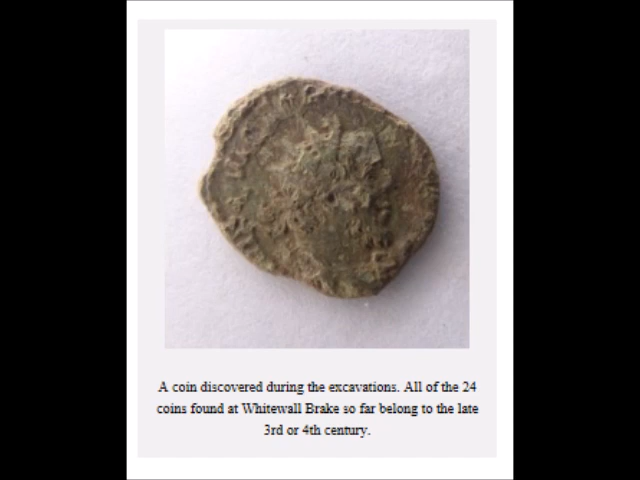 A coin discovered during the excavations. All of the 24
coins found at Whitewall Brake so far belong to the late
3rd or 4th century.